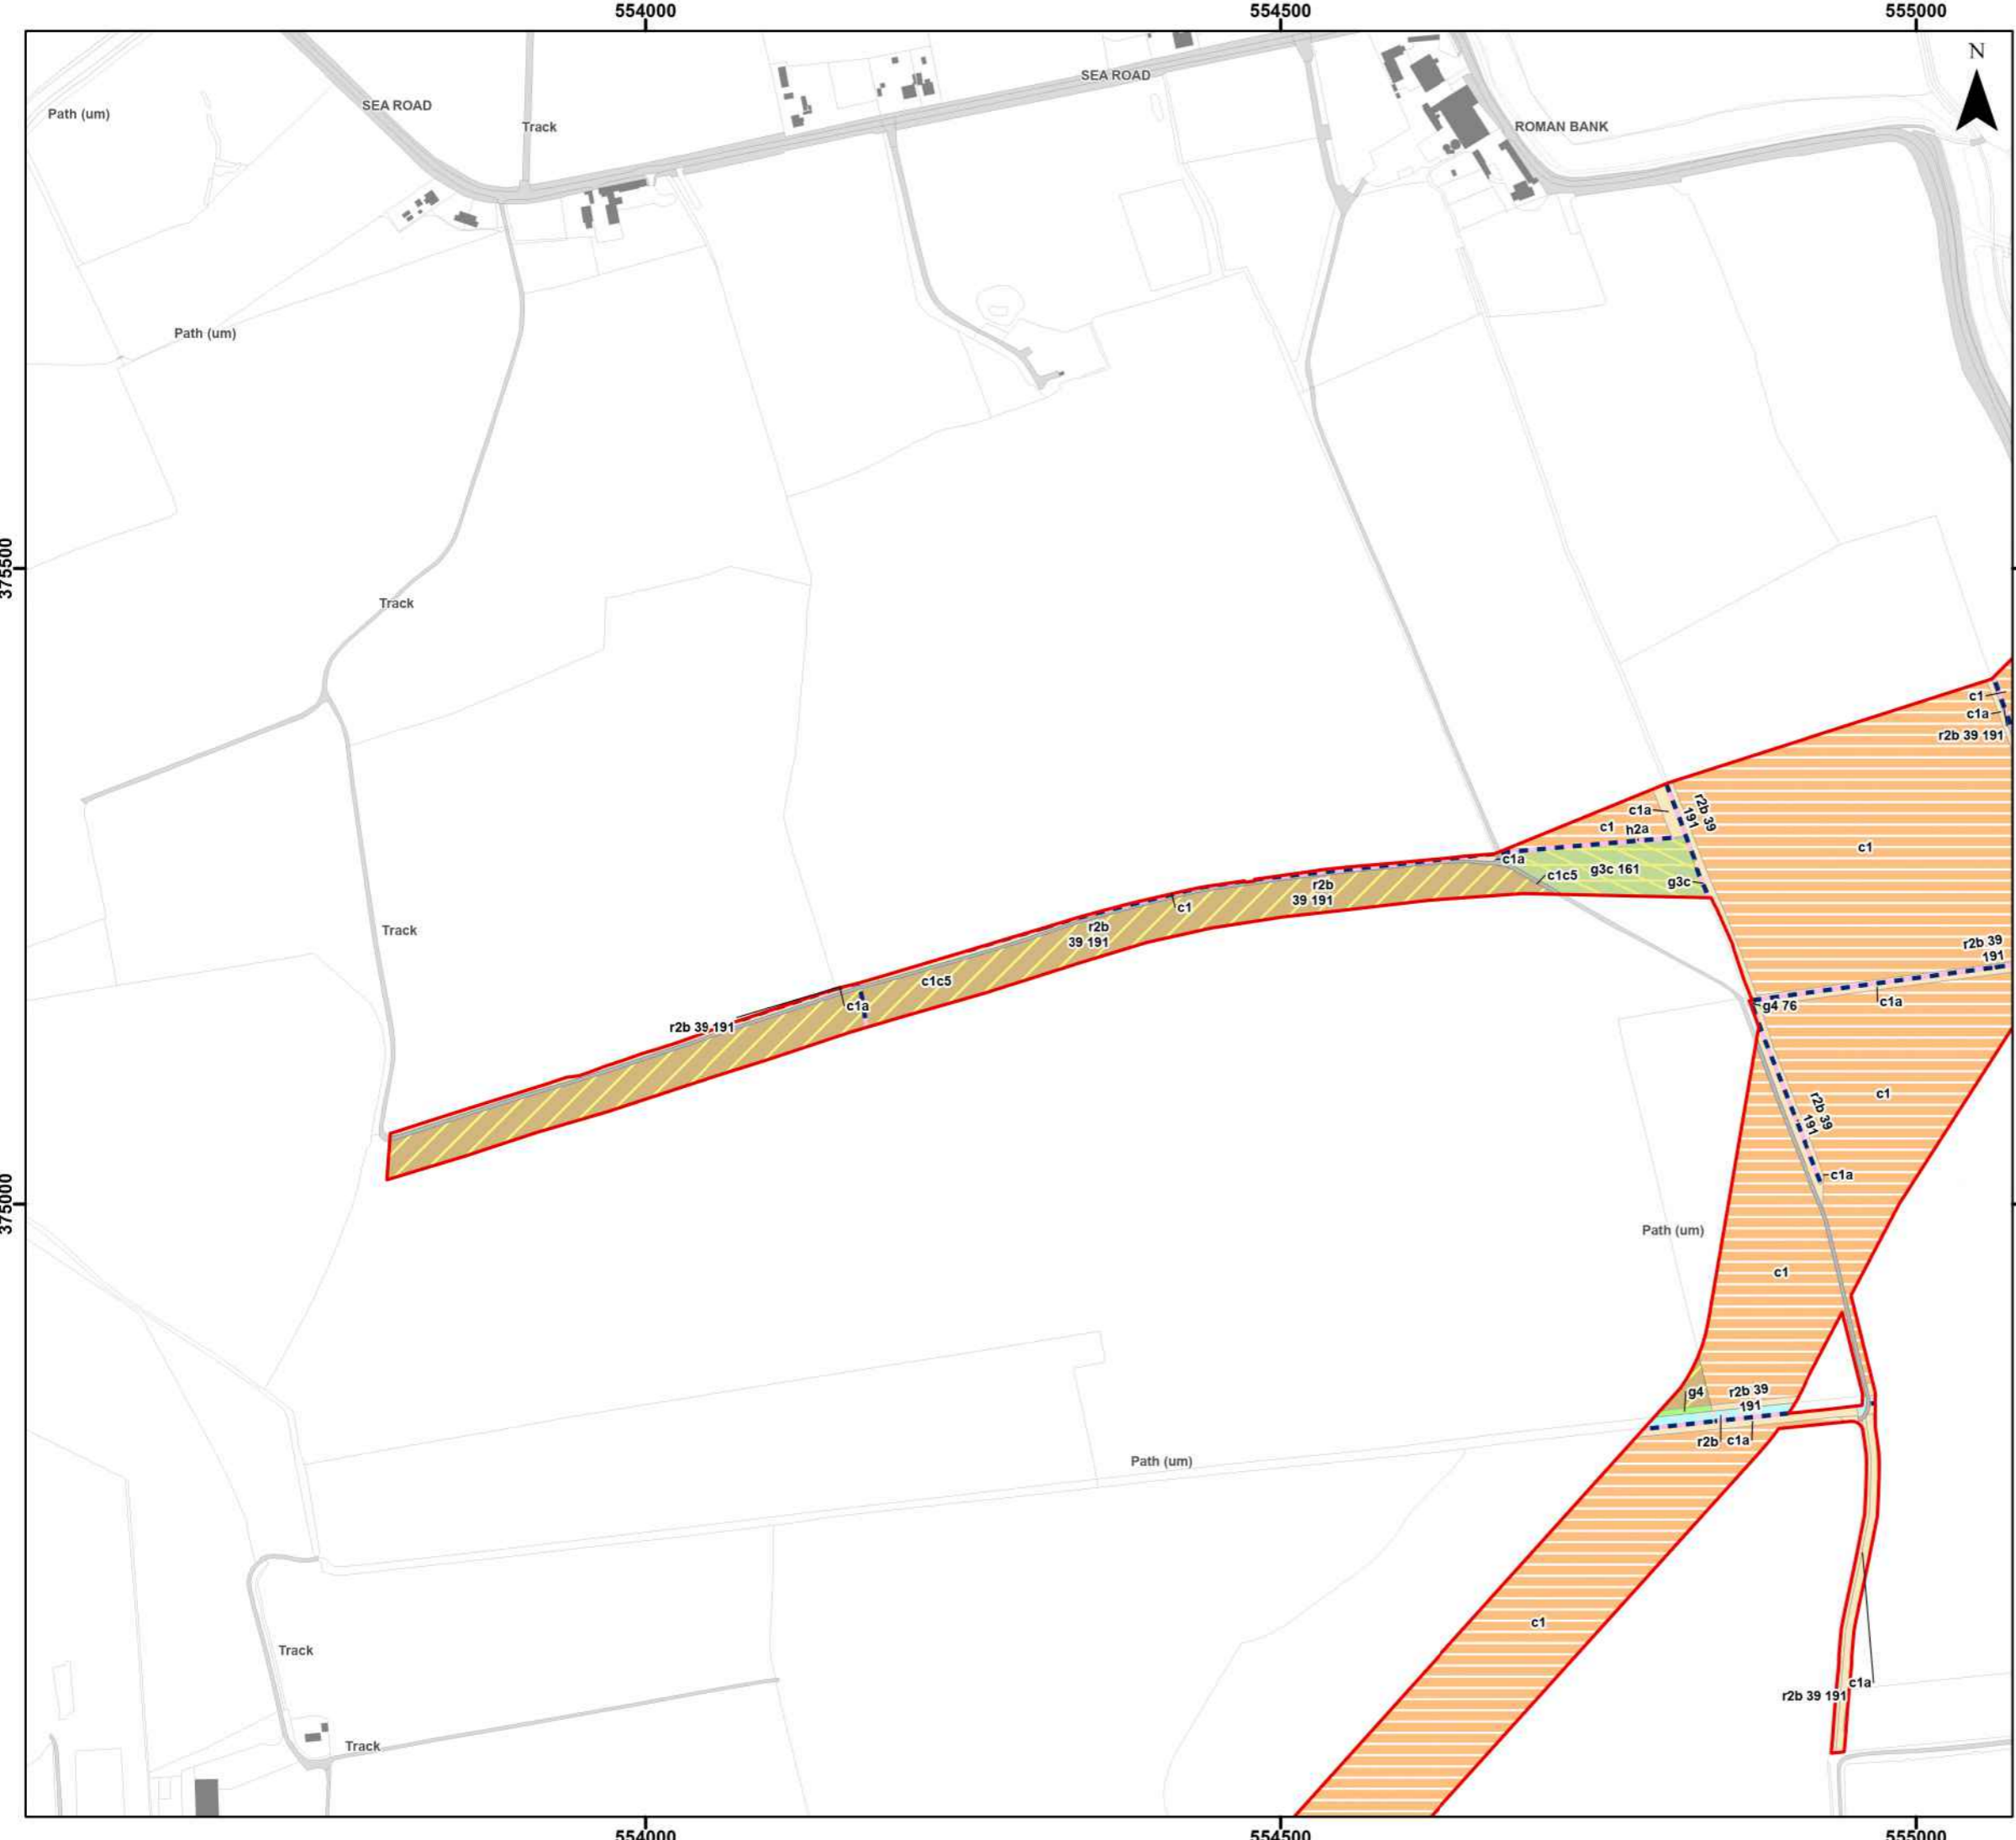 554000
554500
555000
N
SEA ROAD
SEA ROAD
Path (um)
Track
ROMAN BANK
Path (um)
375500
Track
c1
c1a
r2b 39 191
c1a
r2b 39
191
c1
h2a
c1
c1a
g3c 161
c1c5
g3c
r2b
39 191
c1
r2b
39 191
Track
r2b 39
191
c1c5
c1a
g4 76
c1a
r2b 39 191
c1
r2b 39
191
c1a
375000
Path (um)
c1
g4
r2b 39
191
r2b
c1a
Path (um)
c1
Track
c1a
r2b 39 191
Track
554000
554500
555000